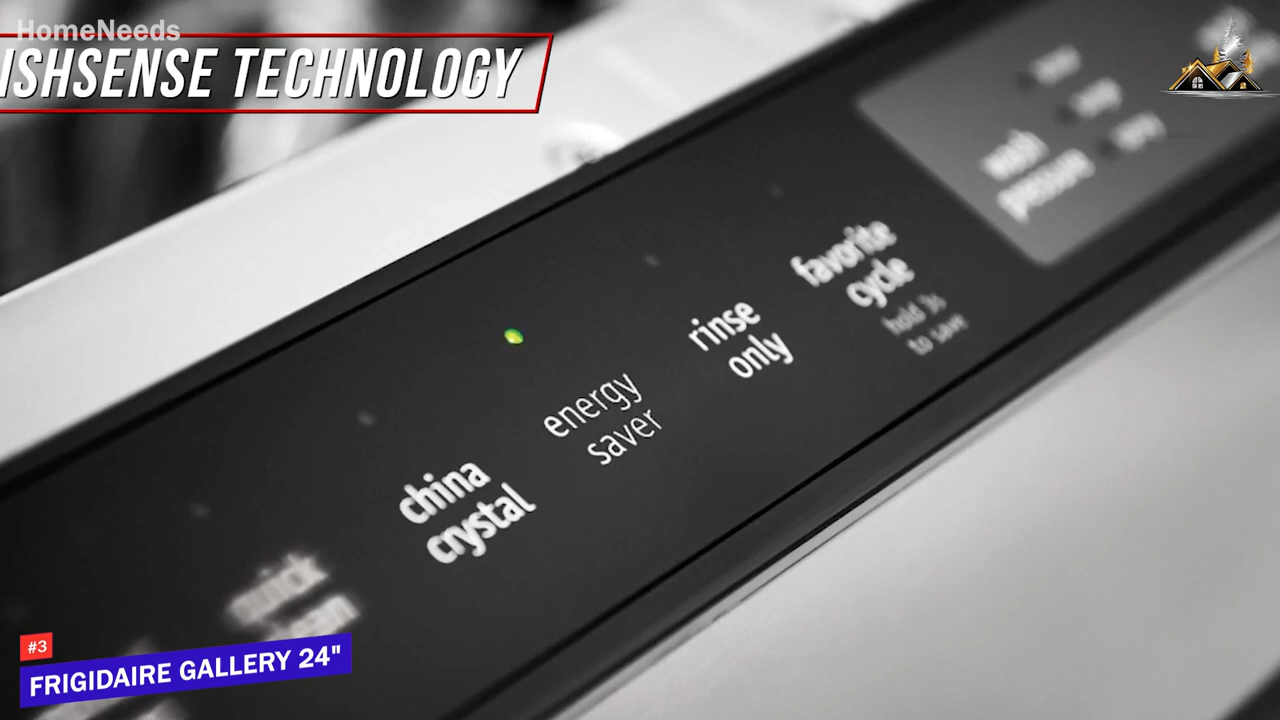 HomeNeeds
ISHSENSE TECHNOLOGY
wash
pressure
favorite
cycle
hold 3s
to save
rinse
only
energy
saver
china
crystal
quick
#3
FRIGIDAIRE GALLERY 24"